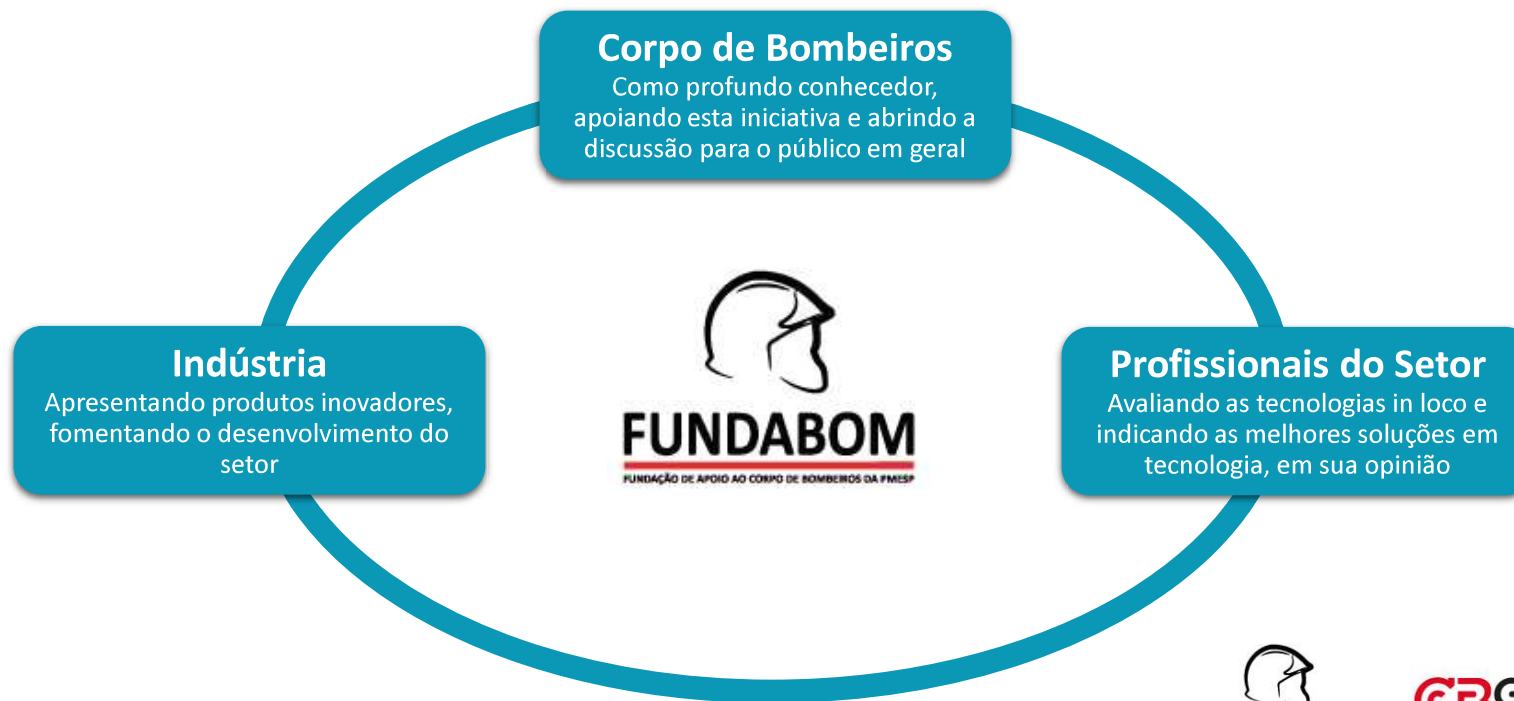 Corpo de Bombeiros
Como profundo conhecedor,
apoiando esta iniciativa e abrindo a
discussão para o público em geral
Indústria
Apresentando produtos inovadores,
fomentando o desenvolvimento do
setor
FUNDABOM
FUNDAÇÃO DE APOIO AO CORPO DE BOMBEIROS DA PMESP
Profissionais do Setor
Avaliando as tecnologias in loco e
indicando as melhores soluções em
tecnologia, em sua opinião